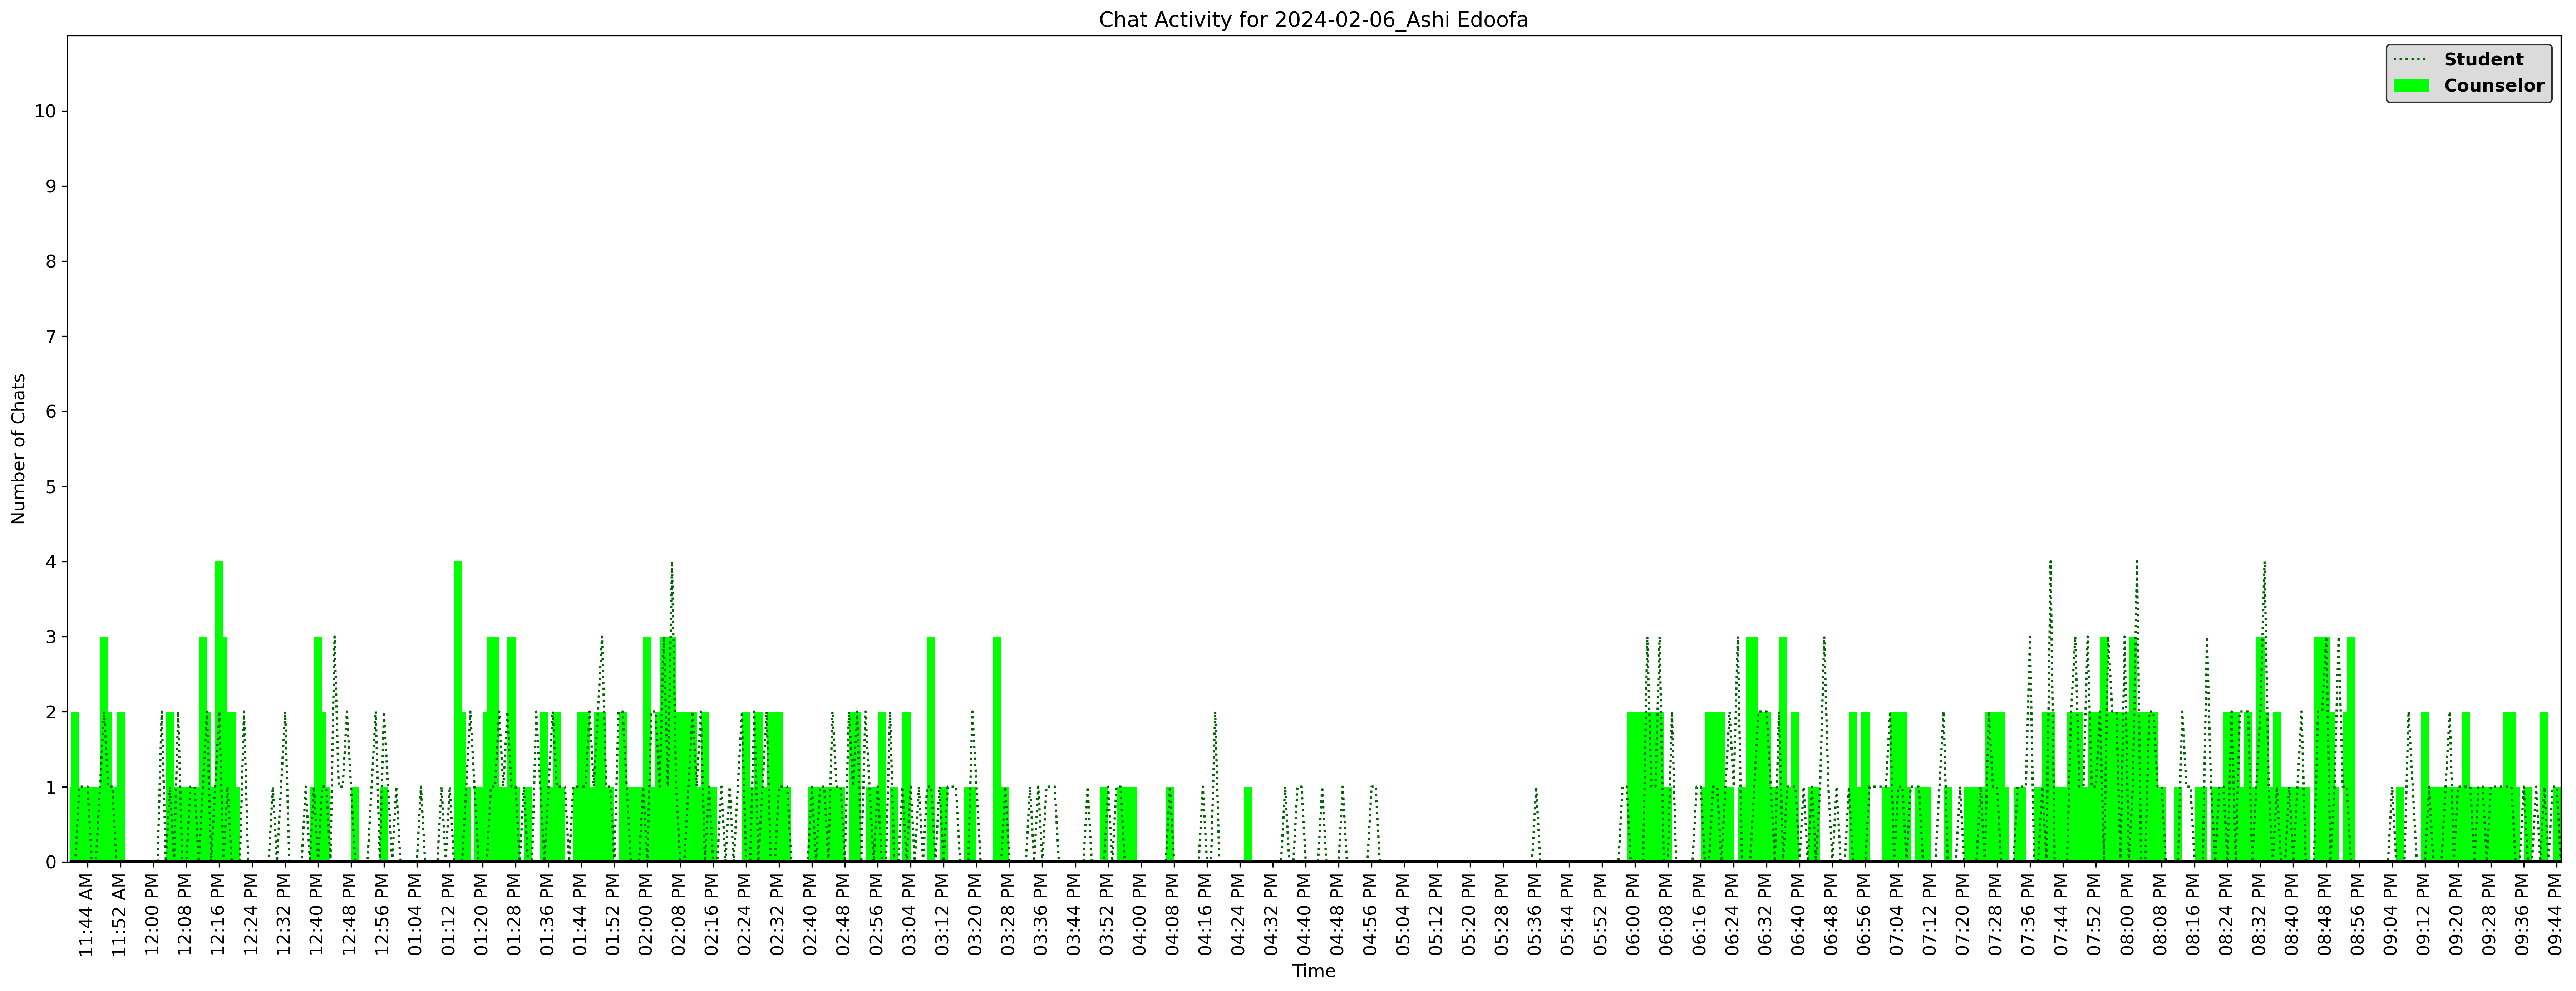 Chat Activity for 2024-02-06_Ashi Edoofa
Student
Counselor
Number of Chats
10
9
8
7
6
5
4
3
2
1
0
11:44 AM
11:52 AM
12:00 PM
12:08 PM
12:16 PM
12:24 PM
12:32 PM
12:40 PM
12:48 PM
12:56 PM
01:04 PM
01:12 PM
01:20 PM
01:28 PM
01:36 PM
01:44 PM
01:52 PM
02:00 PM
02:08 PM
02:16 PM
02:24 PM
02:32 PM
02:40 PM
02:48 PM
02:56 PM
03:04 PM
03:12 PM
03:20 PM
03:28 PM
03:36 PM
03:44 PM
03:52 PM
04:00 PM
04:08 PM
04:16 PM
04:24 PM
04:32 PM
04:40 PM
04:48 PM
04:56 PM
05:04 PM
05:12 PM
05:20 PM
05:28 PM
05:36 PM
05:44 PM
05:52 PM
06:00 PM
06:08 PM
06:16 PM
06:24 PM
06:32 PM
06:40 PM
06:48 PM
06:56 PM
07:04 PM
07:12 PM
07:20 PM
07:28 PM
07:36 PM
07:44 PM
07:52 PM
08:00 PM
08:08 PM
08:16 PM
08:24 PM
08:32 PM
08:40 PM
08:48 PM
08:56 PM
09:04 PM
09:12 PM
09:20 PM
09:28 PM
09:36 PM
09:44 PM
Time